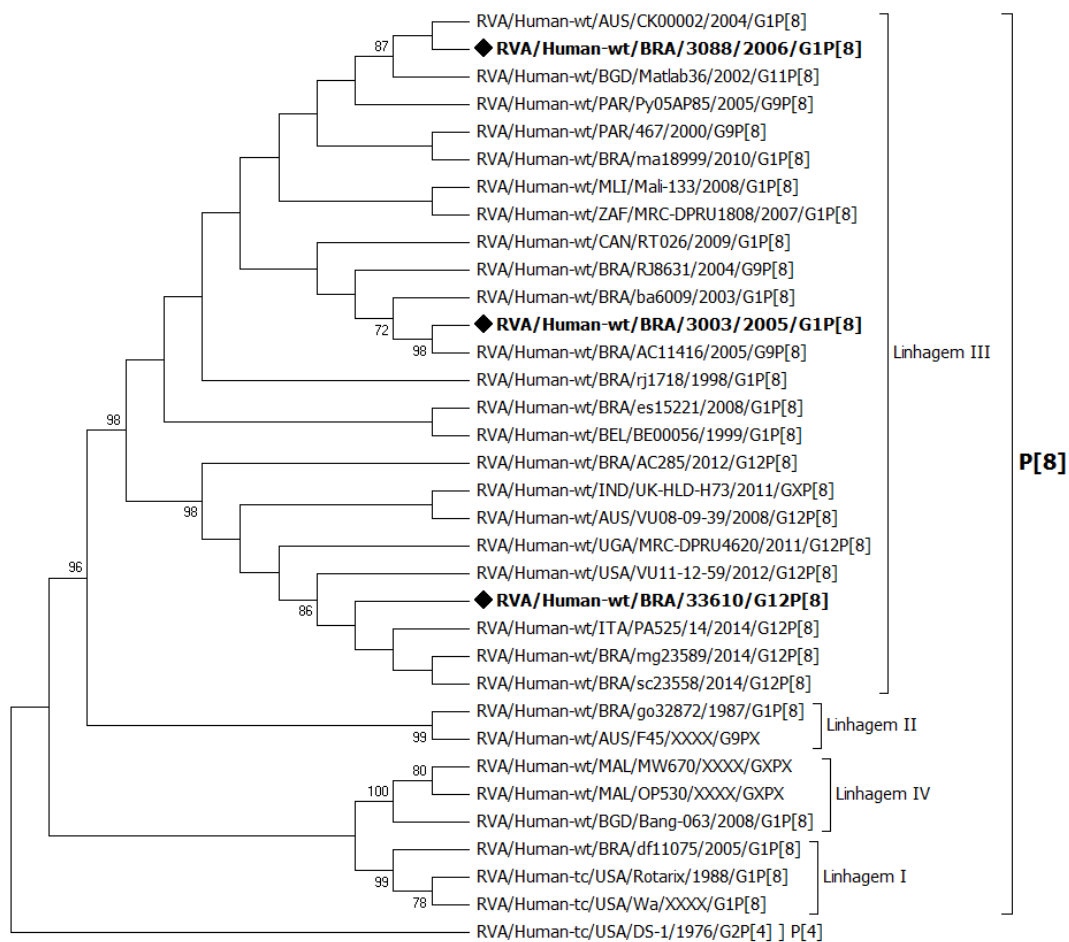 RVA/Human-wt/AUS/CK00002/2004/G1P[8]
87
RVA/Human-wt/BRA/3088/2006/G1P[8]
RVA/Human-wt/BGD/Matlab36/2002/G11P[8]
RVA/Human-wt/PAR/Py05AP85/2005/G9P[8]
RVA/Human-wt/PAR/467/2000/G9P[8]
RVA/Human-wt/BRA/ma18999/2010/G1P[8]
RVA/Human-wt/MLI/Mali-133/2008/G1P[8]
RVA/Human-wt/ZAF/MRC-DPRU1808/2007/G1P[8]
RVA/Human-wt/CAN/RT026/2009/G1P[8]
RVA/Human-wt/BRA/RJ8631/2004/G9P[8]
RVA/Human-wt/BRA/ba6009/2003/G1P[8]
72
RVA/Human-wt/BRA/3003/2005/G1P[8]
98
RVA/Human-wt/BRA/AC11416/2005/G9P[8]
Linhagem III
RVA/Human-wt/BRA/rj1718/1998/G1P[8]
98
RVA/Human-wt/BRA/es15221/2008/G1P[8]
RVA/Human-wt/BEL/BE00056/1999/G1P[8]
RVA/Human-wt/BRA/AC285/2012/G12P[8]
P[8]
98
RVA/Human-wt/IND/UK-HLD-H73/2011/GXP[8]
RVA/Human-wt/AUS/VU08-09-39/2008/G12P[8]
RVA/Human-wt/UGA/MRC-DPRU4620/2011/G12P[8]
96
RVA/Human-wt/USA/VU11-12-59/2012/G12P[8]
86
RVA/Human-wt/BRA/33610/G12P[8]
RVA/Human-wt/ITA/PA525/14/2014/G12P[8]
RVA/Human-wt/BRA/mg23589/2014/G12P[8]
RVA/Human-wt/BRA/sc23558/2014/G12P[8]
RVA/Human-wt/BRA/go32872/1987/G1P[8]
Linhagem II
99
RVA/Human-wt/AUS/F45/XXXX/G9PX
80
RVA/Human-wt/MAL/MW670/XXXX/GXPX
100
RVA/Human-wt/MAL/OP530/XXXX/GXPX
Linhagem IV
RVA/Human-wt/BGD/Bang-063/2008/G1P[8]
RVA/Human-wt/BRA/df11075/2005/G1P[8]
99
RVA/Human-tc/USA/Rotarix/1988/G1P[8]
Linhagem I
78
RVA/Human-tc/USA/Wa/XXXX/G1P[8]
RVA/Human-tc/USA/DS-1/1976/G2P[4] ] P[4]